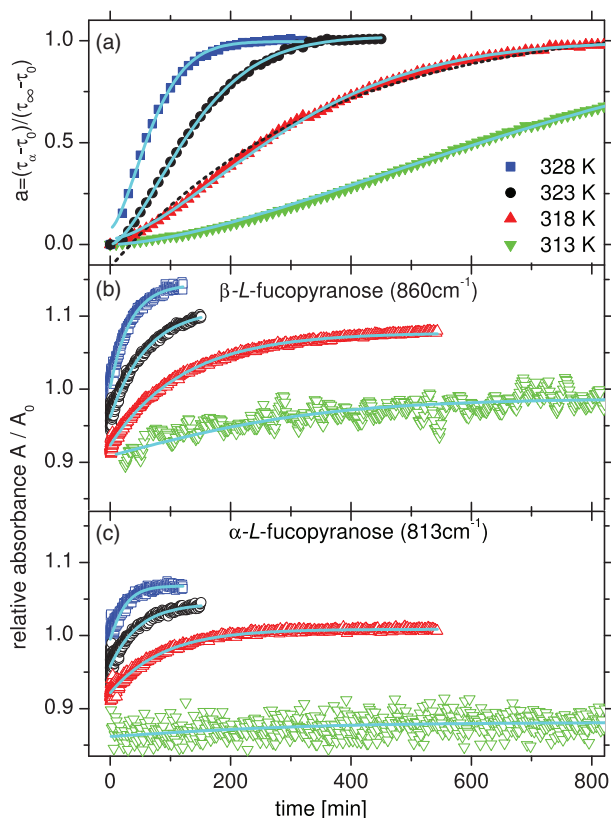 (a)
a=(τα-τ0)/(τ∞-τ0)
1.0
0.5
0.0
328 K
323 K
318 K
313 K
(b)
β-L-fucopyranose (860cm-1)
1.1
1.0
0.9
relative absorbance A / A0
(c)
α-L-fucopyranose (813cm-1)
1.1
1.0
0.9
0 200 400 600 800
time [min]